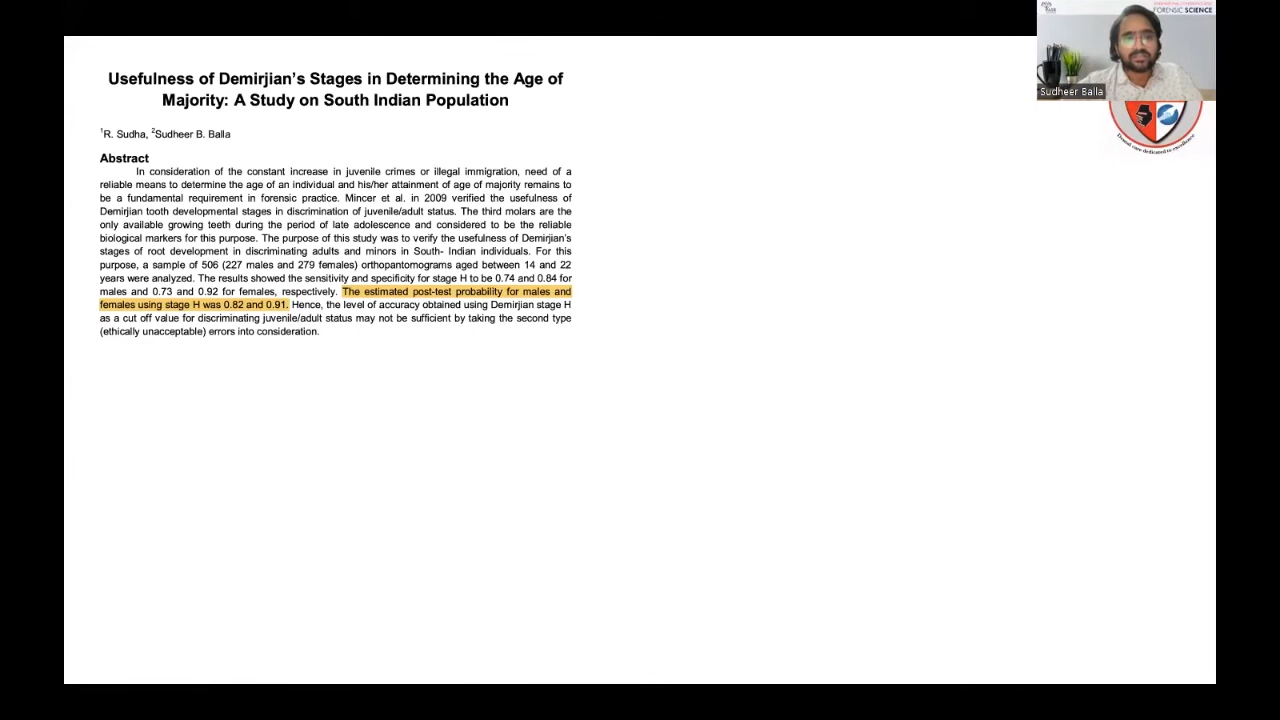 FORENSIC SCIENCE
Sudheer Balla
Dental care dedicated to excellence
Usefulness of Demirjian's Stages in Determining the Age of
Majority: A Study on South Indian Population
1R. Sudha, 2Sudheer B. Balla
Abstract
In consideration of the constant increase in juvenile crimes or illegal immigration, need of a
reliable means to determine the age of an individual and his/her attainment of age of majority remains to
be a fundamental requirement in forensic practice. Mincer et al. in 2009 verified the usefulness of
Demirjian tooth developmental stages in discrimination of juvenile/adult status. The third molars are the
only available growing teeth during the period of late adolescence and considered to be the reliable
biological markers for this purpose. The purpose of this study was to verify the usefulness of Demirjian's
stages of root development in discriminating adults and minors in South- Indian individuals. For this
purpose, a sample of 506 (227 males and 279 females) orthopantomograms aged between 14 and 22
years were analyzed. The results showed the sensitivity and specificity for stage H to be 0.74 and 0.84 for
males and 0.73 and 0.92 for females, respectively. The estimated post-test probability for males and
females using stage H was 0.82 and 0.91. Hence, the level of accuracy obtained using Demirjian stage H
as a cut off value for discriminating juvenile/adult status may not be sufficient by taking the second type
(ethically unacceptable) errors into consideration.